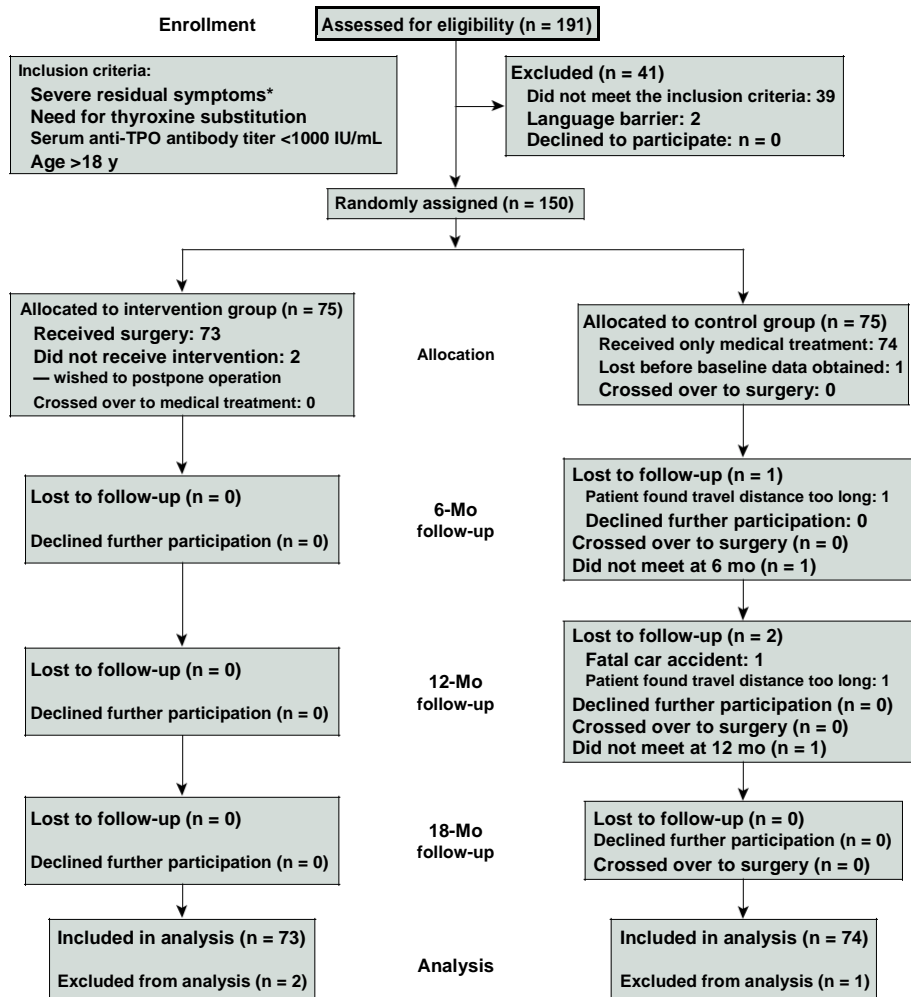 Enrollment
Assessed for eligibility (n = 191)
Inclusion criteria:
Severe residual symptoms*
Need for thyroxine substitution
Serum anti-TPO antibody titer <1000 IU/mL
Age >18 y
Excluded (n = 41)
Did not meet the inclusion criteria: 39
Language barrier: 2
Declined to participate: n = 0
Randomly assigned (n = 150)
Allocated to intervention group (n = 75)
Received surgery: 73
Did not receive intervention: 2
— wished to postpone operation
Crossed over to medical treatment: 0
Allocation
Allocated to control group (n = 75)
Received only medical treatment: 74
Lost before baseline data obtained: 1
Crossed over to surgery: 0
Lost to follow-up (n = 0)
Declined further participation (n = 0)
6-Mo
follow-up
Lost to follow-up (n = 1)
Patient found travel distance too long: 1
Declined further participation: 0
Crossed over to surgery (n = 0)
Did not meet at 6 mo (n = 1)
Lost to follow-up (n = 0)
Declined further participation (n = 0)
12-Mo
follow-up
Lost to follow-up (n = 2)
Fatal car accident: 1
Patient found travel distance too long: 1
Declined further participation (n = 0)
Crossed over to surgery (n = 0)
Did not meet at 12 mo (n = 1)
Lost to follow-up (n = 0)
Declined further participation (n = 0)
18-Mo
follow-up
Lost to follow-up (n = 0)
Declined further participation (n = 0)
Crossed over to surgery (n = 0)
Included in analysis (n = 73)
Excluded from analysis (n = 2)
Analysis
Included in analysis (n = 74)
Excluded from analysis (n = 1)